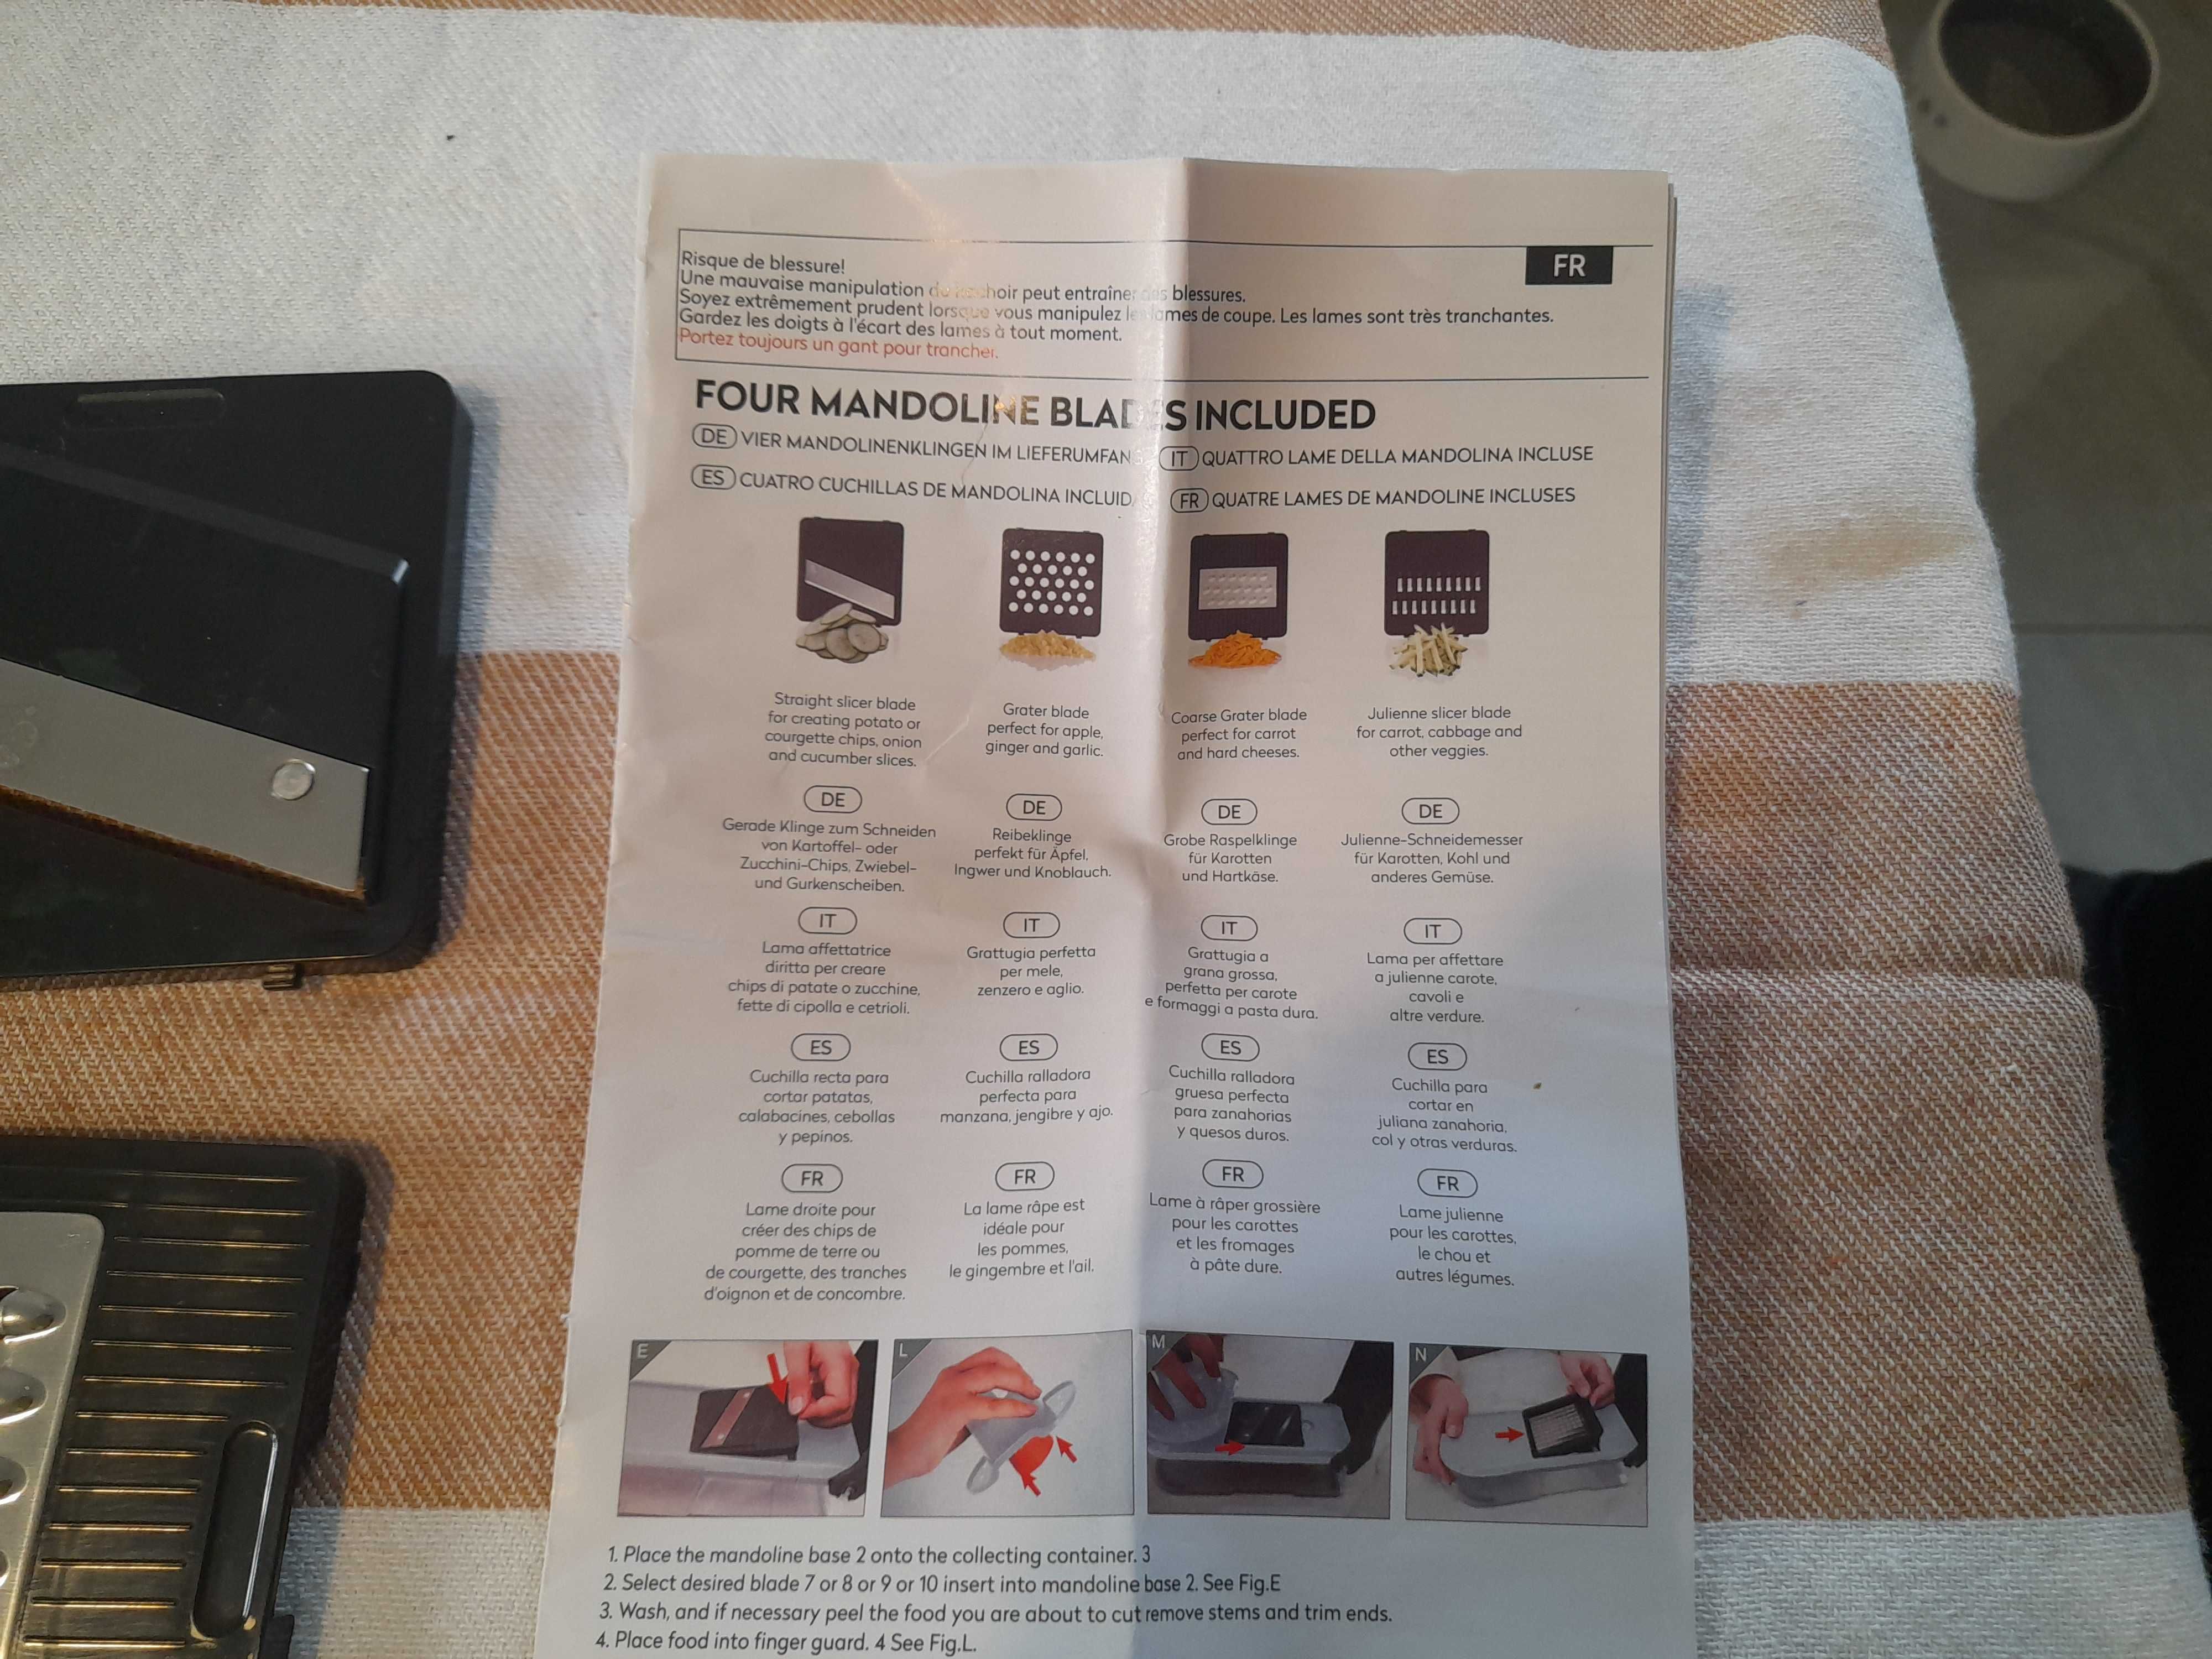 FR
Risque de blessure!
Une mauvaise manipulation peut entraîner blessures.
Soyez extrêmement prudent lorsque vous manipulez lames de coupe. Les lames sont très tranchantes.
Gardez les doigts à l'écart des lames à tout moment.
Portez toujours un gant pour trancher.
FOUR MANDOLINE BLADES INCLUDED
DE VIER MANDOLINENKLINGEN IM LIEFERUMFANG
IT QUATTRO LAME DELLA MANDOLINA INCLUSE
ES CUATRO CUCHILLAS DE MANDOLINA
FR QUATRE LAMES DE MANDOLINE INCLUSES
Straight slicer blade
for creating potato or
courgette chips, onion
and cucumber slices.
Grater blade
perfect for apple,
ginger and garlic.
Coarse Grater blade
perfect for carrot
and hard cheeses.
Julienne slicer blade
for carrot, cabbage and
other veggies.
DE
Gerade Klinge zum Schneiden
von Kartoffel- oder
Zucchini-Chips, Zwiebel-
und Gurkenscheiben.
DE
Reibeklinge
perfekt für Äpfel,
Ingwer und Knoblauch.
DE
Grobe Raspelklinge
für Karotten
und Hartkäse.
DE
Julienne-Schneidemesser
für Karotten, Kohl und
anderes Gemüse.
IT
Lama affettatrice
diritta per creare
chips di patate o zucchine,
fette di cipolla e cetrioli.
IT
Grattugia perfetta
per mele,
zenzero e aglio.
IT
Grattugia a
grana grossa,
perfetta per carote
e formaggi a pasta dura.
IT
Lama per affettare
a julienne carote,
cavoli e
altre verdure.
ES
Cuchilla recta para
cortar patatas,
calabacines, cebollas
y pepinos.
ES
Cuchilla ralladora
perfecta para
manzana, jengibre y ajo.
ES
Cuchilla ralladora
gruesa perfecta
para zanahorias
y quesos duros.
ES
Cuchilla para
cortar en
juliana zanahoria,
col y otras verduras.
FR
Lame droite pour
créer des chips de
pomme de terre ou
de courgette, des tranches
d'oignon et de concombre.
FR
La lame râpe est
idéale pour
les pommes,
le gingembre et l'ail.
FR
Lame à râper grossière
pour les carottes
et les fromages
à pâte dure.
FR
Lame julienne
pour les carottes,
le chou et
autres légumes.
E
L
M
N
1. Place the mandoline base 2 onto the collecting container. 3
2. Select desired blade 7 or 8 or 9 or 10 insert into mandoline base 2. See Fig.E
3. Wash, and if necessary peel the food you are about to cut remove stems and trim ends.
4. Place food into finger guard. 4 See Fig.L.